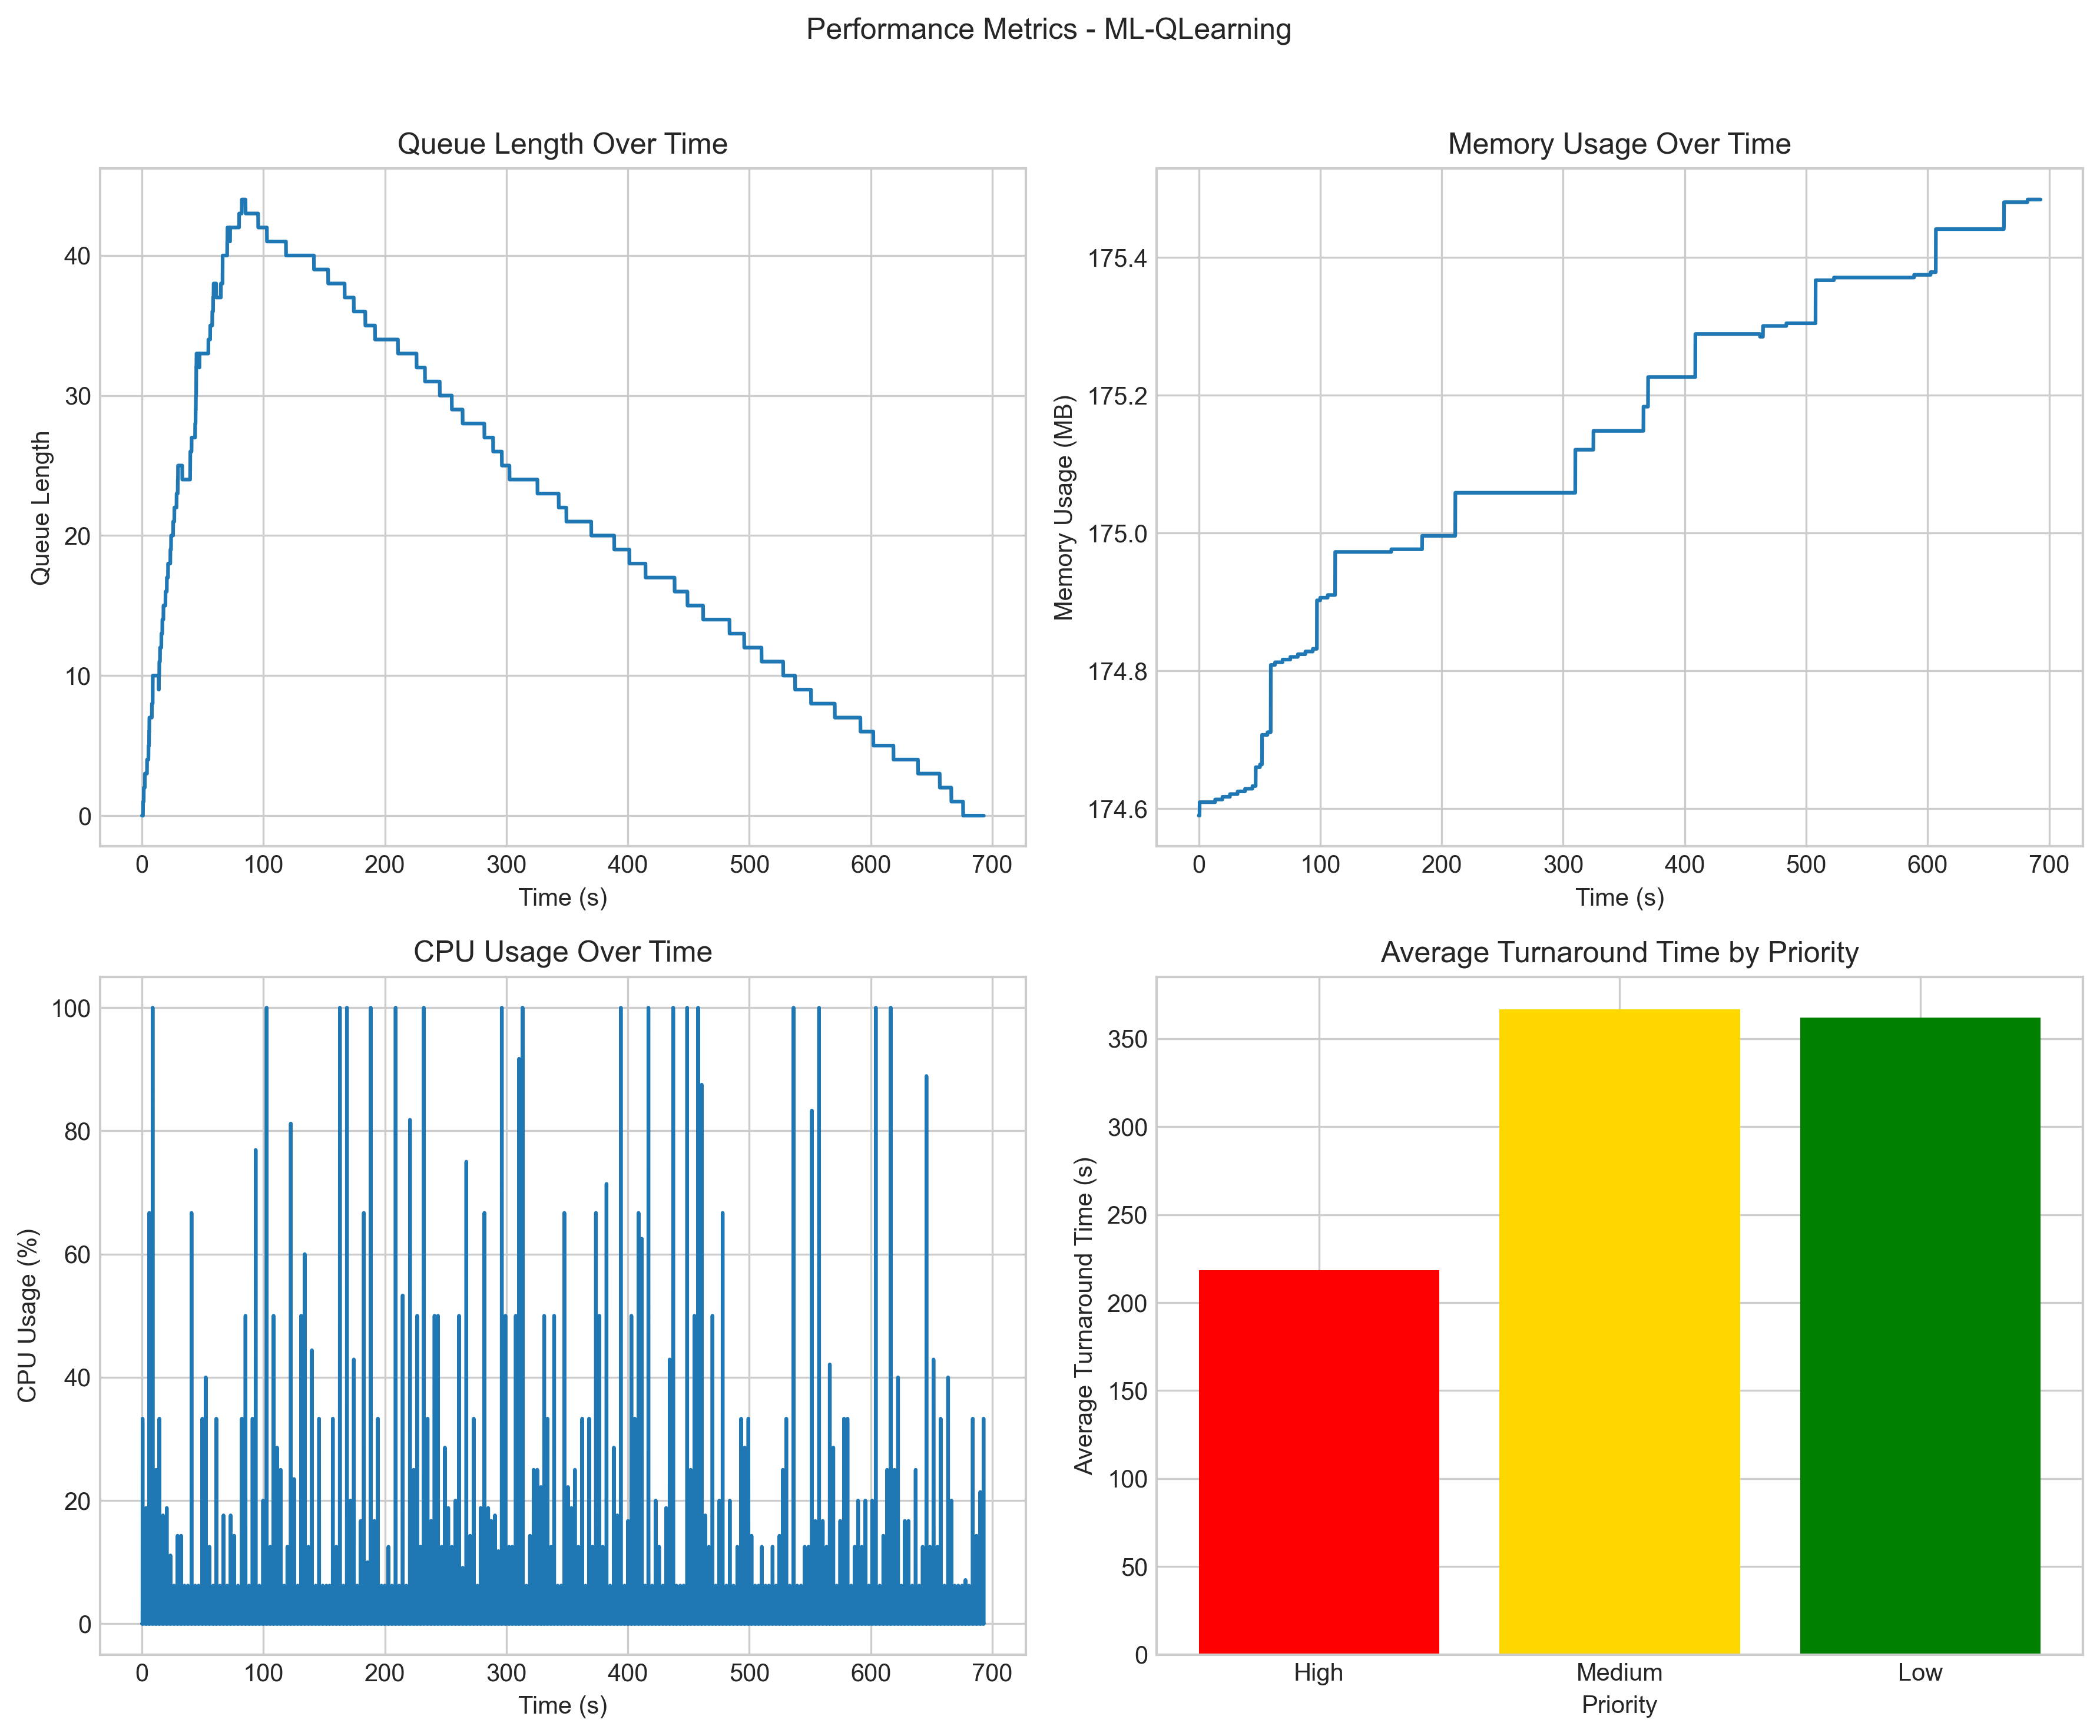 Performance Metrics - ML-QLearning
Queue Length Over Time
Queue Length
40
30
20
10
0
0 100 200 300 400 500 600 700
Time (s)
Memory Usage Over Time
Memory Usage (MB)
175.4
175.2
175.0
174.8
174.6
0 100 200 300 400 500 600 700
Time (s)
CPU Usage Over Time
CPU Usage (%)
100
80
60
40
20
0
0 100 200 300 400 500 600 700
Time (s)
Average Turnaround Time by Priority
Average Turnaround Time (s)
350
300
250
200
150
100
50
0
High Medium Low
Priority